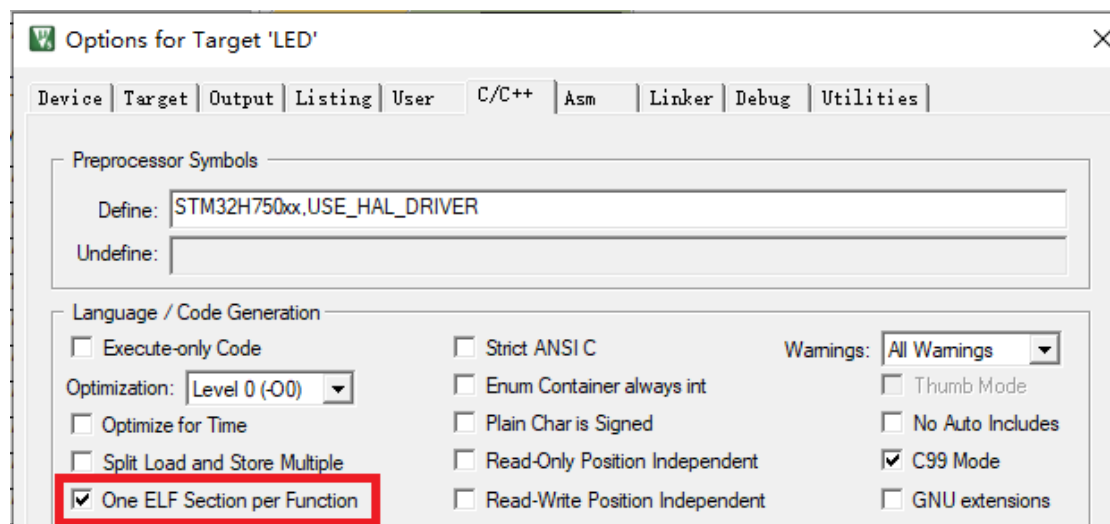 Options for Target 'LED'
Device Target Output Listing User C/C++ Asm Linker Debug Utilities
Preprocessor Symbols
Define: STM32H750xx,USE_HAL_DRIVER
Undefine:
Language / Code Generation
Execute-only Code Strict ANSI C Warnings: All Warnings
Optimization: Level 0 (-O0) Enum Container always int Thumb Mode
Optimize for Time Plain Char is Signed No Auto Includes
Split Load and Store Multiple Read-Only Position Independent C99 Mode
One ELF Section per Function Read-Write Position Independent GNU extensions